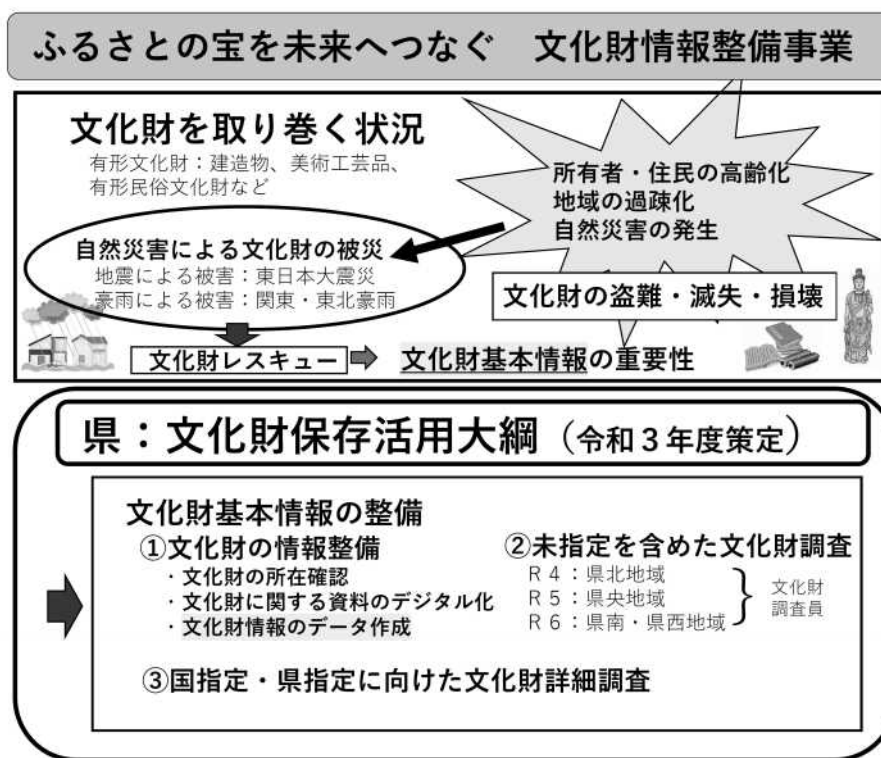 ふるさとの宝を未来へつなぐ　文化財情報整備事業
文化財を取り巻く状況
有形文化財：建造物、美術工芸品、
有形民俗文化財など
所有者・住民の高齢化
地域の過疎化
自然災害の発生
自然災害による文化財の被災
地震による被害：東日本大震災
豪雨による被害：関東・東北豪雨
文化財の盗難・滅失・損壊
文化財レスキュー
文化財基本情報の重要性
県：文化財保存活用大綱（令和３年度策定）
文化財基本情報の整備
①文化財の情報整備
・文化財の所在確認
・文化財に関する資料のデジタル化
・文化財情報のデータ作成
②未指定を含めた文化財調査
Ｒ４：県北地域
Ｒ５：県央地域
Ｒ６：県南・県西地域
文化財
調査員
③国指定・県指定に向けた文化財詳細調査